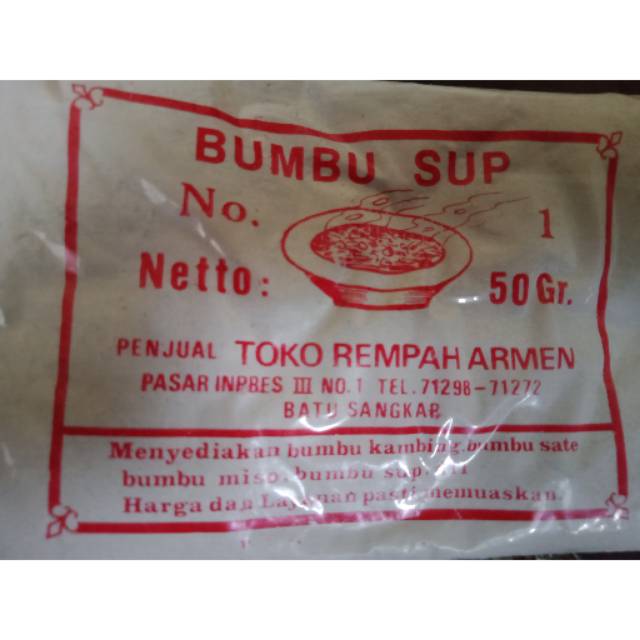 BUMBU SUP
No. 1
Netto: 50 Gr.
PENJUAL TOKO REMPAH ARMEN
PASAR INPRES III NO. 1 TEL. 71298-71272
BATU SANGKAR
Menyediakan bumbu kambing, bumbu sate
bumbu miso, bumbu sup,
Harga dan Layanan pasti memuaskan.